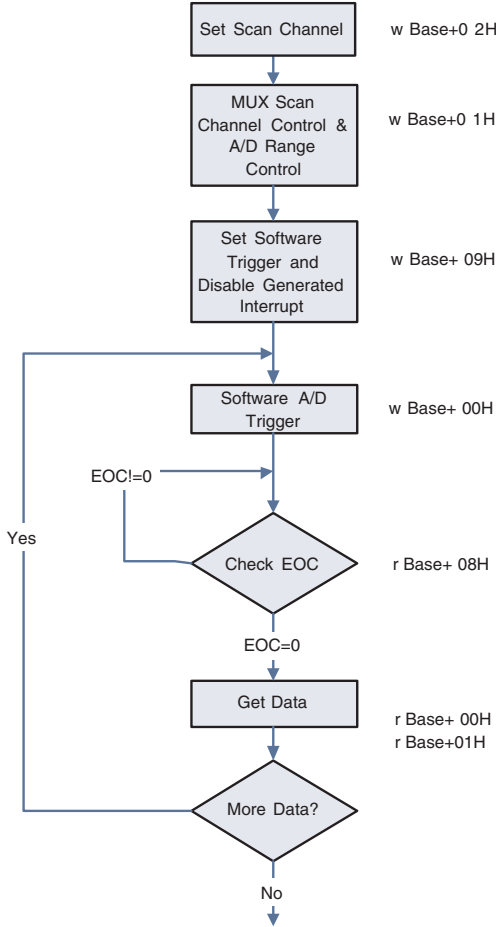 Set Scan Channel
w Base+0 2H
MUX Scan
Channel Control &
A/D Range
Control
w Base+0 1H
Set Software
Trigger and
Disable Generated
Interrupt
w Base+ 09H
Software A/D
Trigger
w Base+ 00H
EOC!=0
Yes
Check EOC
r Base+ 08H
EOC=0
Get Data
r Base+ 00H
r Base+01H
More Data?
No